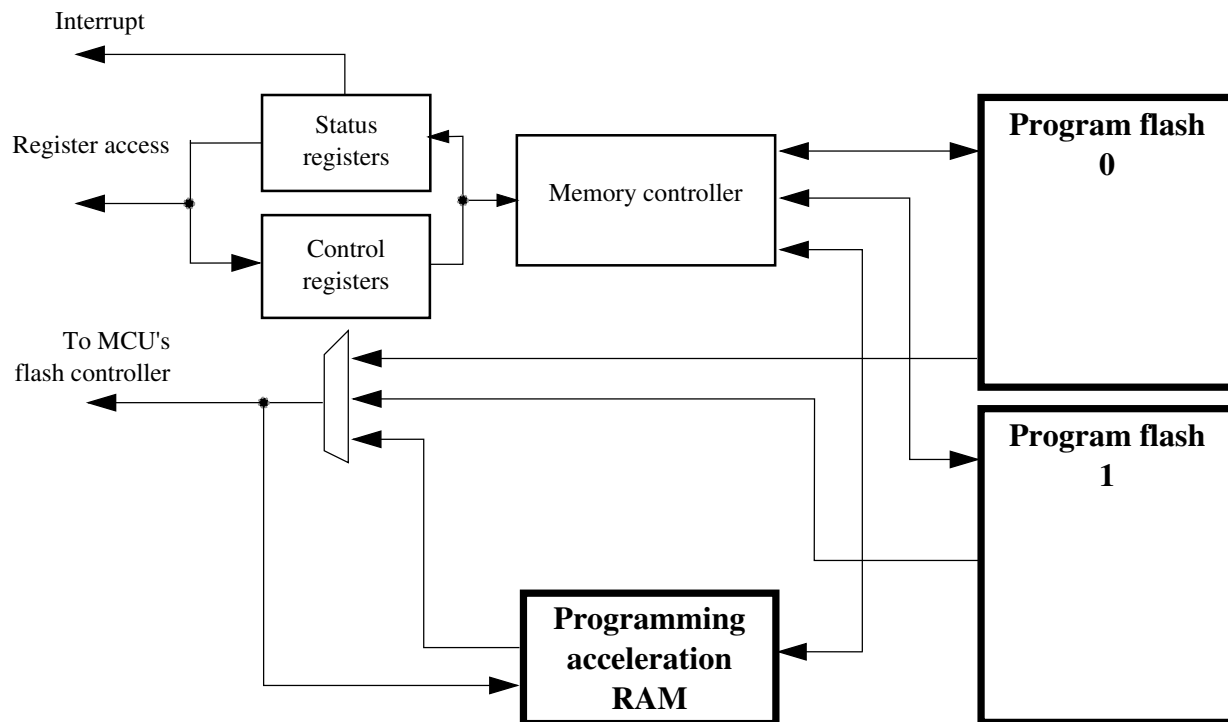 Interrupt
Register access
Status
registers
Control
registers
Memory controller
Program flash
0
To MCU's
flash controller
Program flash
1
Programming
acceleration
RAM